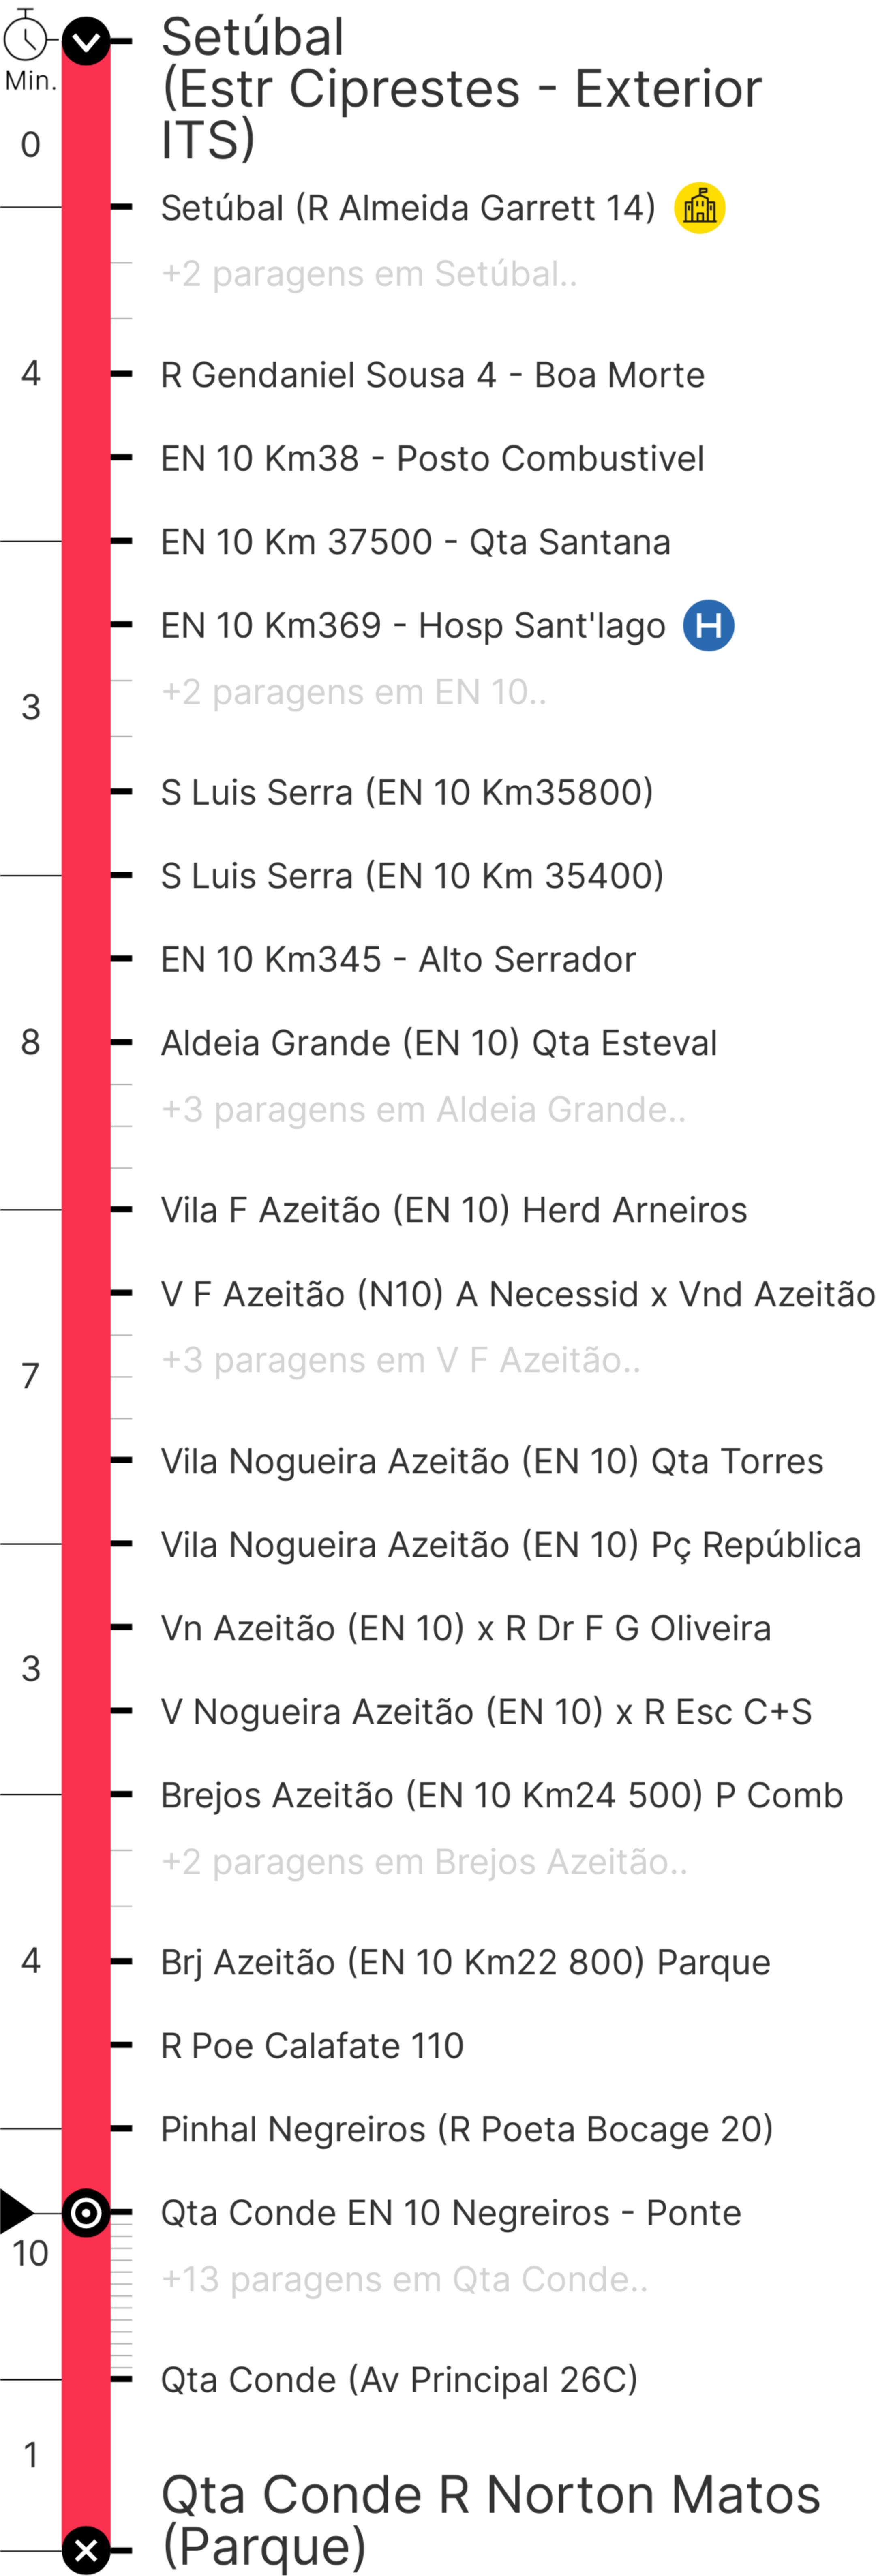 Setúbal
(Estr Ciprestes - Exterior
ITS)
Min.
0
Setúbal (R Almeida Garrett 14)
+2 paragens em Setúbal..
4
R Gendaniel Sousa 4 - Boa Morte
EN 10 Km38 - Posto Combustivel
EN 10 Km 37500 - Qta Santana
EN 10 Km369 - Hosp Sant'Iago H
+2 paragens em EN 10..
3
S Luis Serra (EN 10 Km35800)
S Luis Serra (EN 10 Km 35400)
EN 10 Km345 - Alto Serrador
8
Aldeia Grande (EN 10) Qta Esteval
+3 paragens em Aldeia Grande..
Vila F Azeitão (EN 10) Herd Arneiros
V F Azeitão (N10) A Necessid x Vnd Azeitão
+3 paragens em V F Azeitão..
7
Vila Nogueira Azeitão (EN 10) Qta Torres
Vila Nogueira Azeitão (EN 10) Pç República
Vn Azeitão (EN 10) x R Dr F G Oliveira
3
V Nogueira Azeitão (EN 10) x R Esc C+S
Brejos Azeitão (EN 10 Km24 500) P Comb
+2 paragens em Brejos Azeitão..
4
Brj Azeitão (EN 10 Km22 800) Parque
R Poe Calafate 110
Pinhal Negreiros (R Poeta Bocage 20)
Qta Conde EN 10 Negreiros - Ponte
10
+13 paragens em Qta Conde..
Qta Conde (Av Principal 26C)
1
Qta Conde R Norton Matos
(Parque)